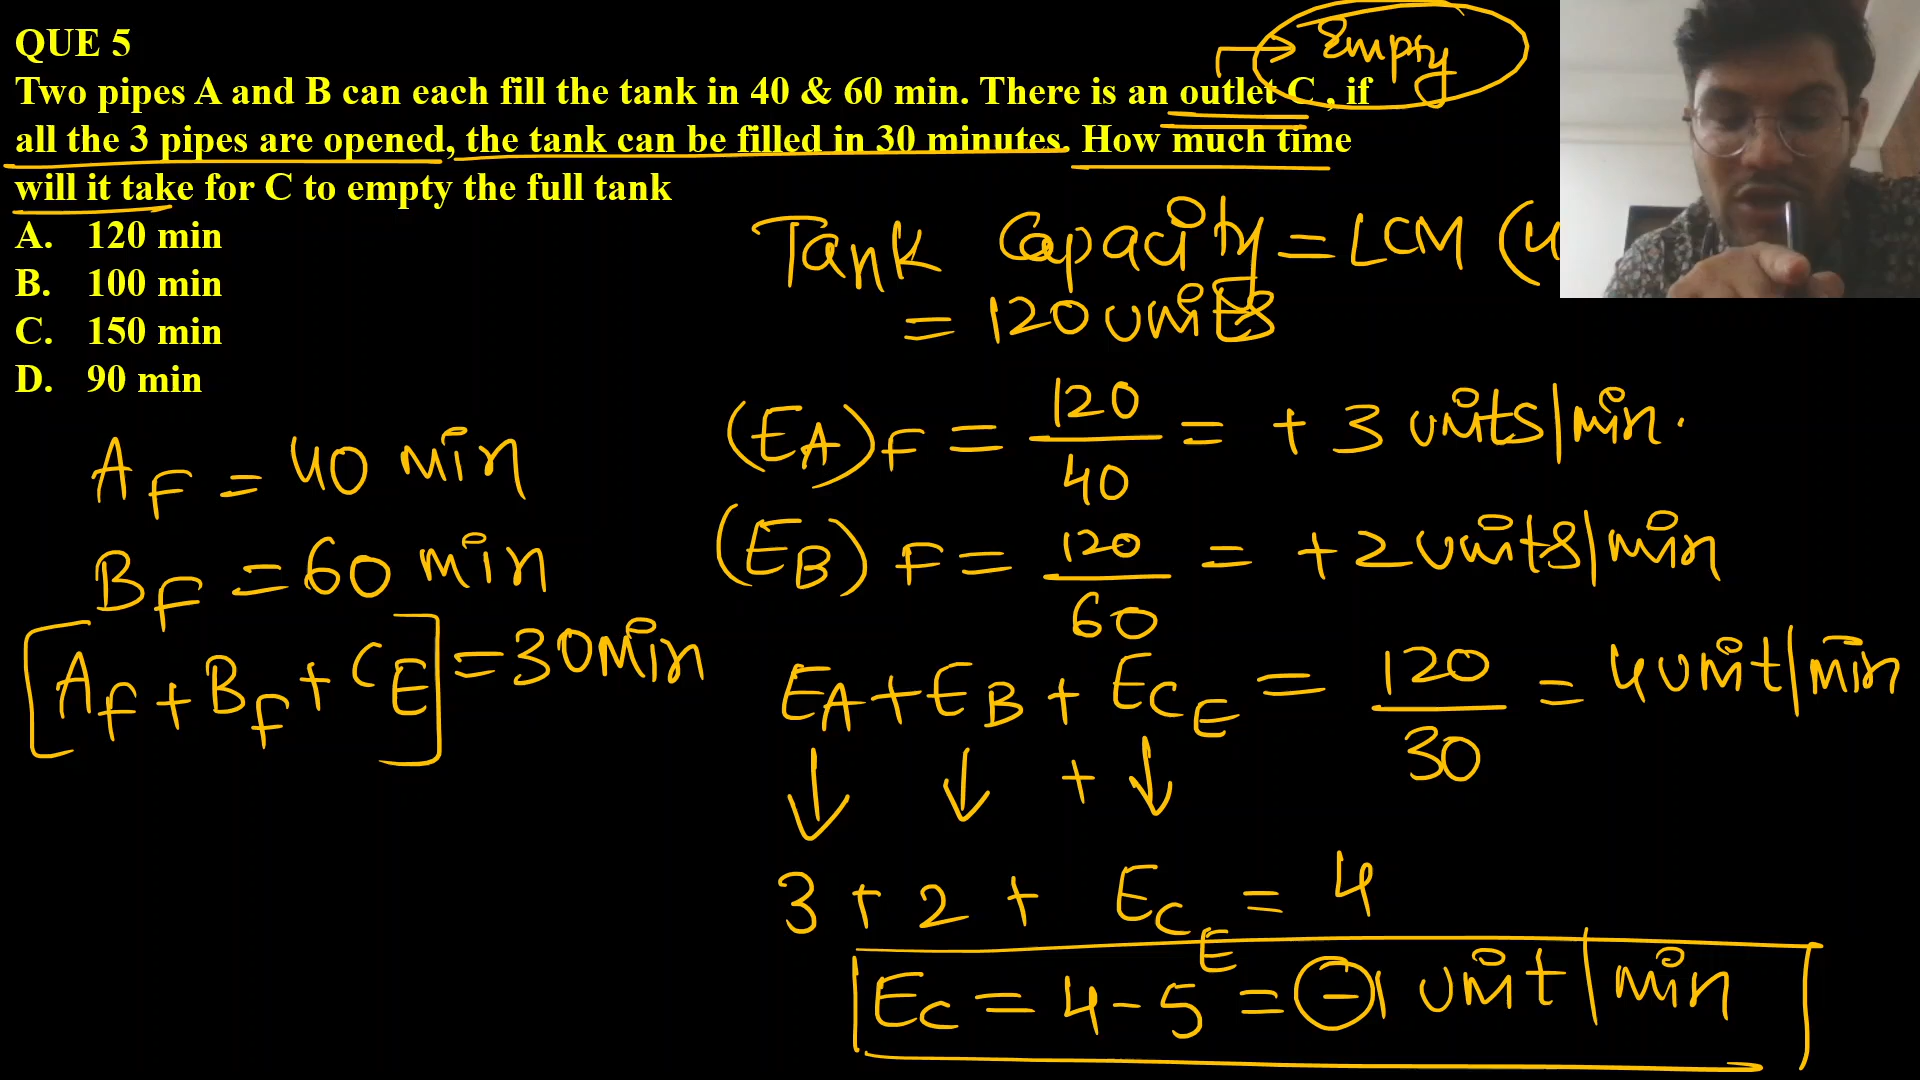 QUE 5
Two pipes A and B can each fill the tank in 40 & 60 min. There is an outlet C , if
all the 3 pipes are opened, the tank can be filled in 30 minutes. How much time
will it take for C to empty the full tank
A. 120 min
B. 100 min
C. 150 min
D. 90 min
Empty
Tank Capacity = LCM (4
= 120 units
(EA)F = 120/40 = + 3 units/min.
(EB) F = 120/60 = +2 units/min
EA + EB + ECE = 120/30 = 4 unit/min
+
3 + 2 + ECE = 4
EC = 4 - 5 = -1 unit/min
AF = 40 min
BF = 60 min
[AF + BF + CE] = 30 Min